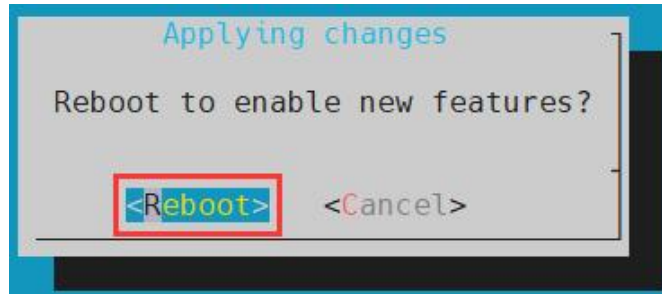 Applying changes
Reboot to enable new features?
<Reboot> <Cancel>